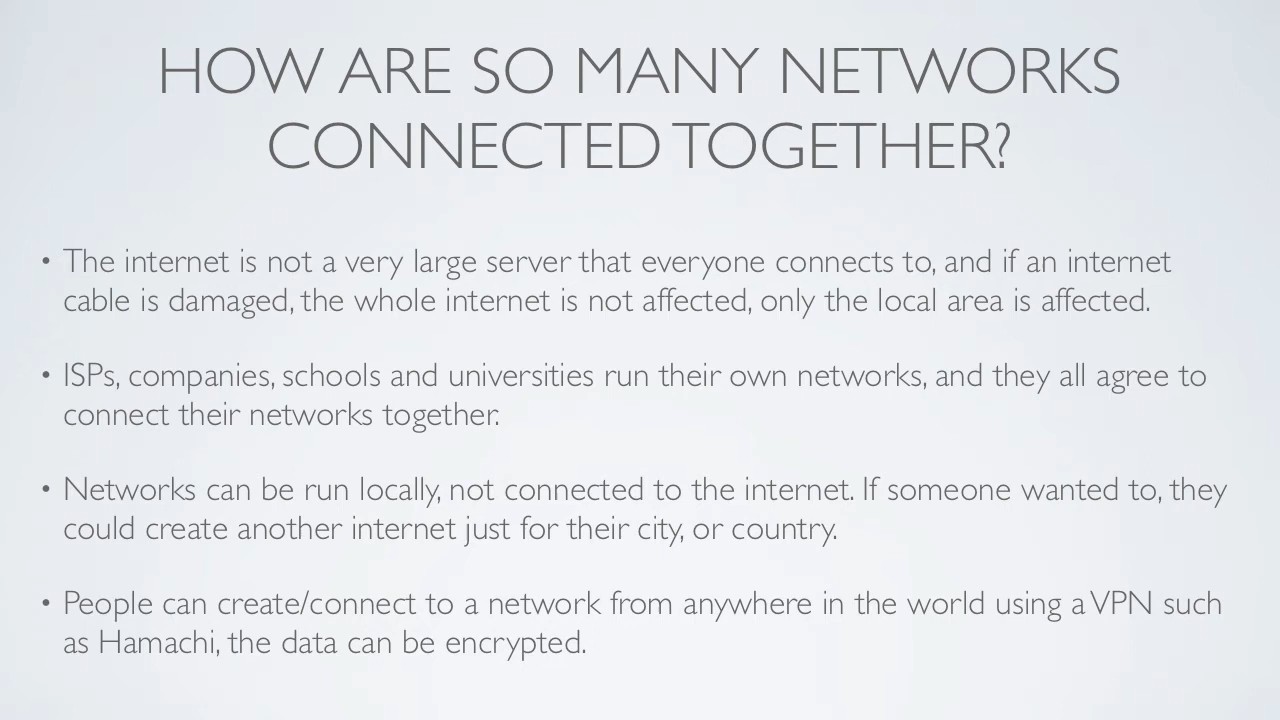 HOW ARE SO MANY NETWORKS
CONNECTED TOGETHER?
• The internet is not a very large server that everyone connects to, and if an internet
cable is damaged, the whole internet is not affected, only the local area is affected.
• ISPs, companies, schools and universities run their own networks, and they all agree to
connect their networks together.
• Networks can be run locally, not connected to the internet. If someone wanted to, they
could create another internet just for their city, or country.
• People can create/connect to a network from anywhere in the world using a VPN such
as Hamachi, the data can be encrypted.